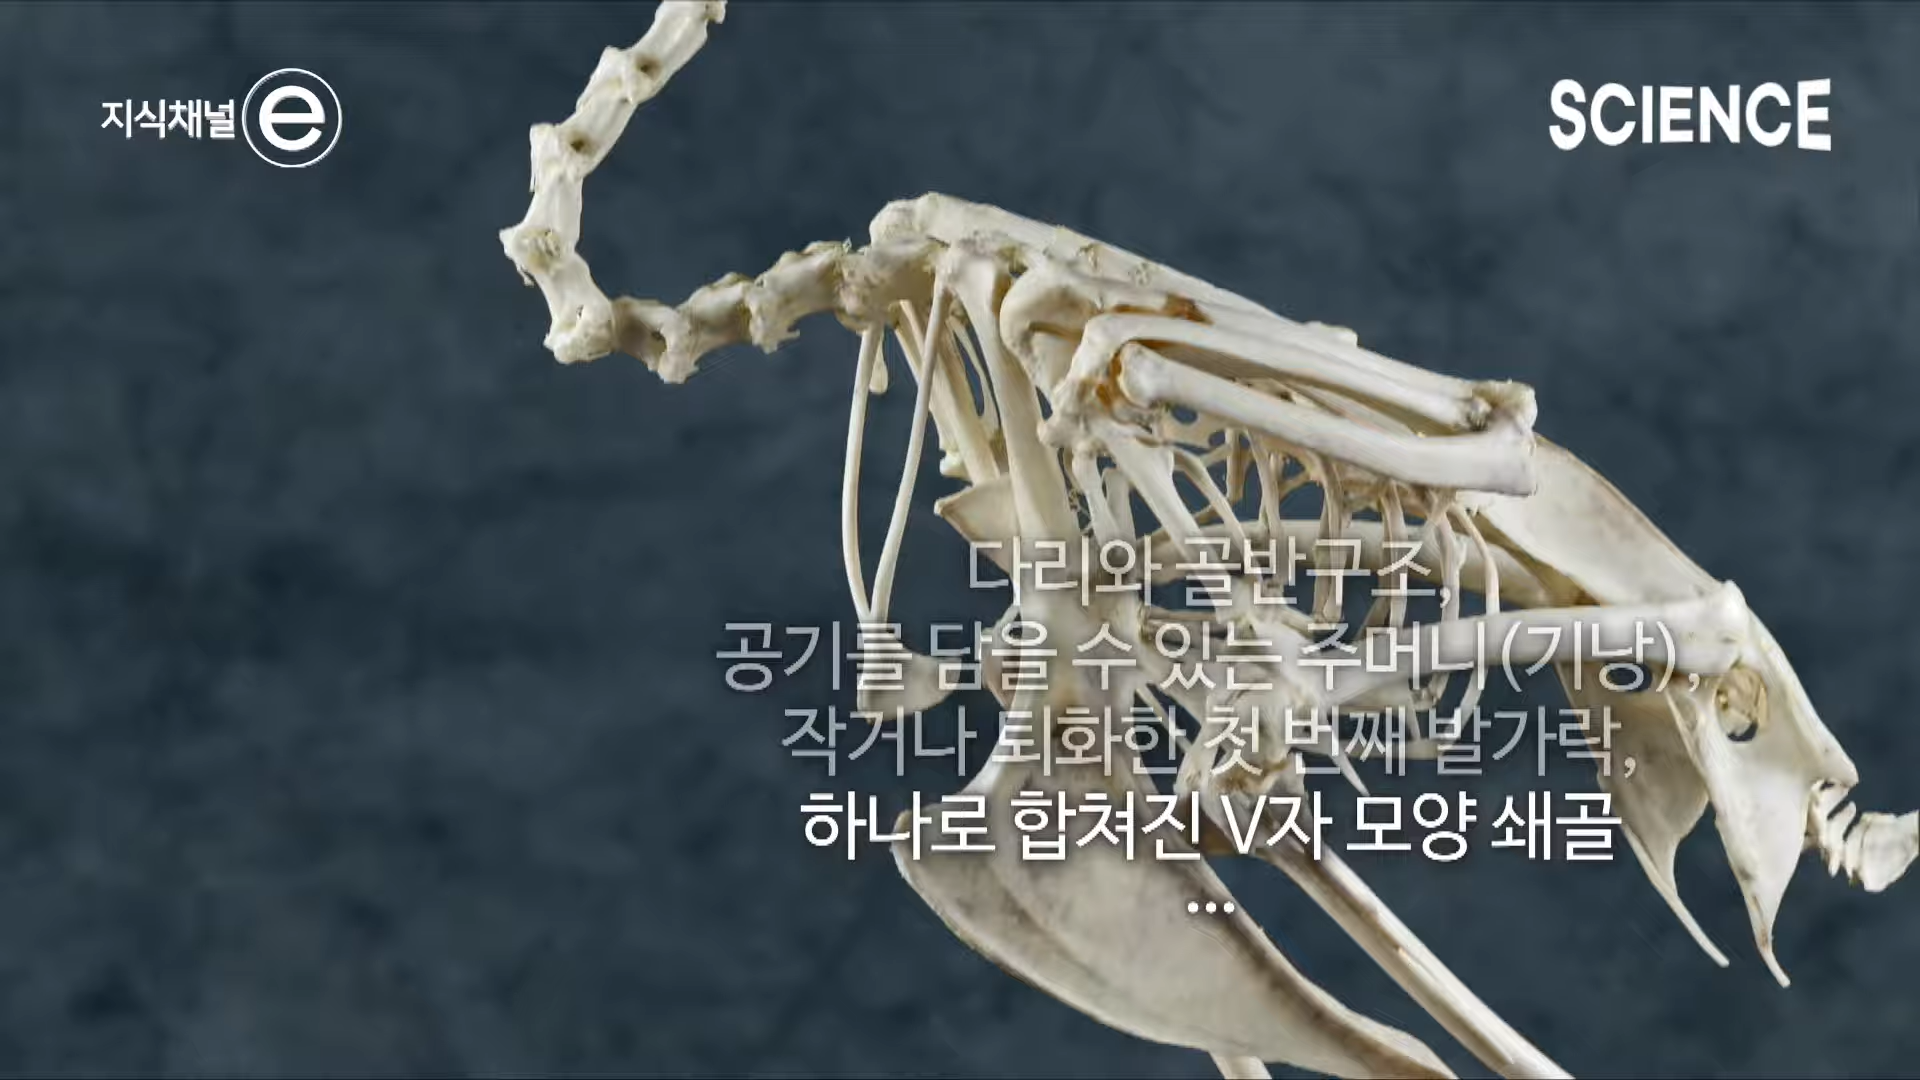 지식채널 e
SCIENCE
다리와 골반구조,
공기를 담을 수 있는 주머니(기낭),
작거나 퇴화한 첫 번째 발가락,
하나로 합쳐진 V자 모양 쇄골
...